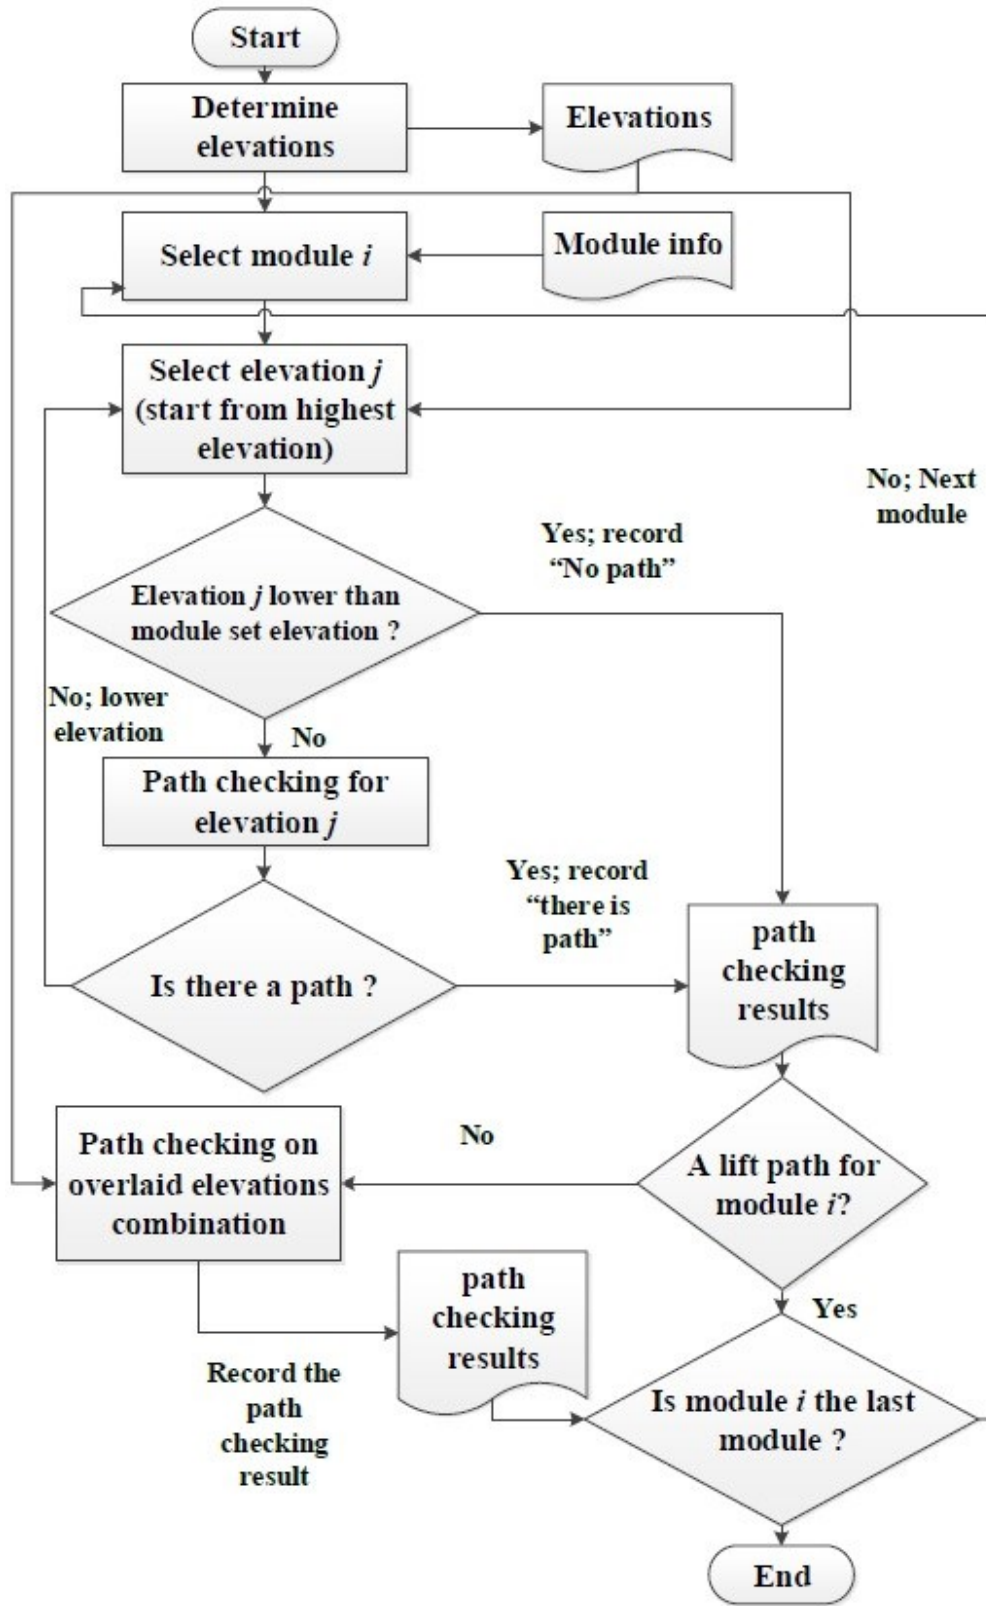 Start
Determine
elevations
Elevations
Select module i
Module info
Select elevation j
(start from highest
elevation)
No; Next
module
Yes; record
“No path”
Elevation j lower than
module set elevation ?
No; lower
elevation
No
Path checking for
elevation j
Yes; record
“there is
path”
path
checking
results
Is there a path ?
Path checking on
overlaid elevations
combination
No
A lift path for
module i?
path
checking
results
Yes
Record the
path
checking
result
Is module i the last
module ?
End